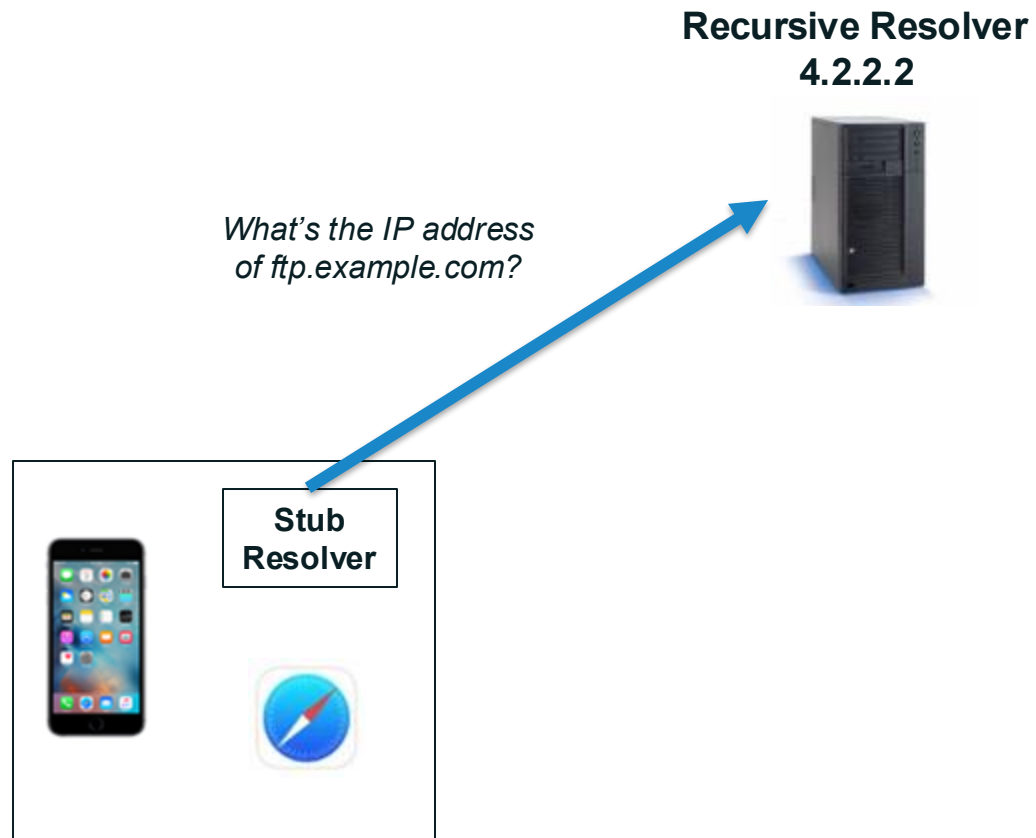 Recursive Resolver
4.2.2.2
What’s the IP address
of ftp.example.com?
Stub
Resolver